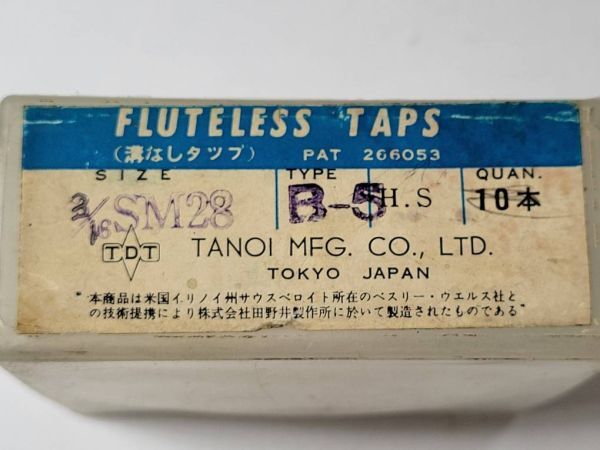 FLUTELESS TAPS
(溝なしタップ) PAT 266053
SIZE TYPE QUAN.
3/16 SM28 B-5 H.S 10本
TDT TANOI MFG. CO., LTD.
TOKYO JAPAN
"本商品は米国イリノイ州サウスベロイト所在のベスリー・ウエルス社と
の技術提携により株式会社田野井製作所に於いて製造されたものである"